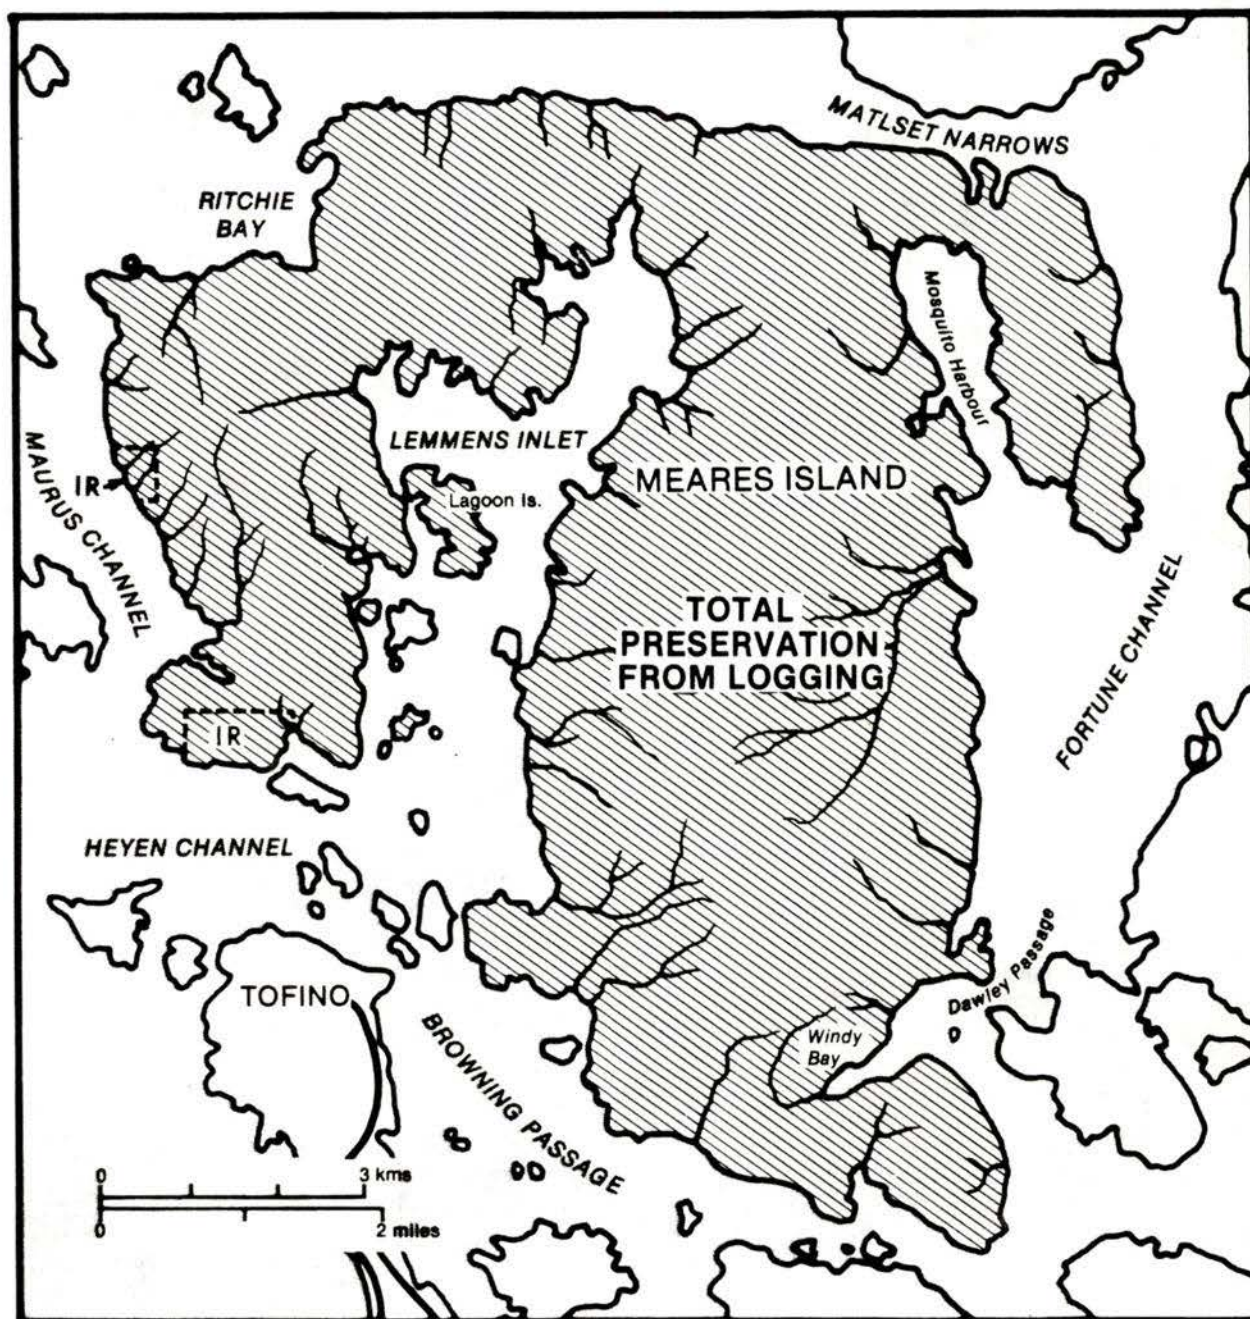 MATLSET NARROWS
RITCHIE
BAY
Mosquito Harbour
LEMMENS INLET
MEARES ISLAND
MAURUS CHANNEL
IR
Lagoon Is.
TOTAL
PRESERVATION
FROM LOGGING
FORTUNE CHANNEL
IR
HEYEN CHANNEL
TOFINO
Dawley Passage
Windy
Bay
BROWNING PASSAGE
0 3 kms
0 2 miles